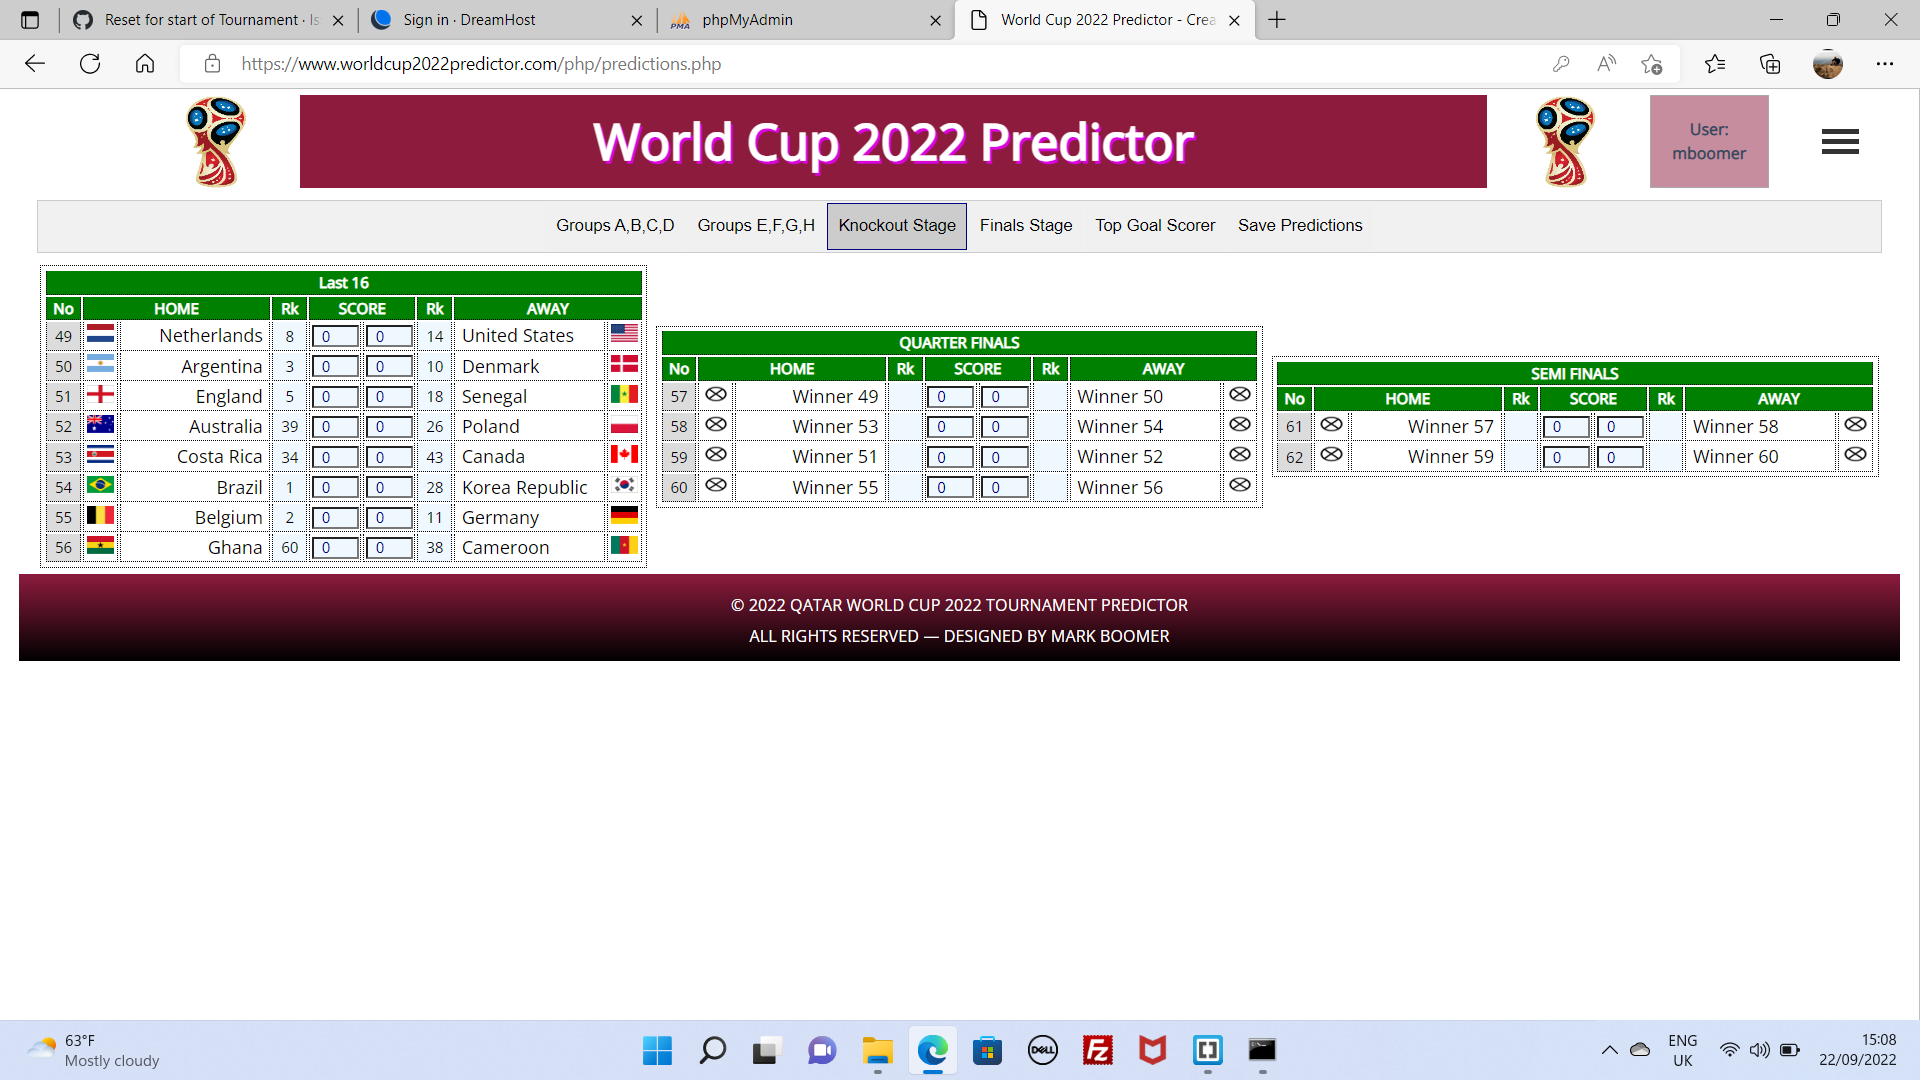 Reset for start of Tournament · Is
Sign in · DreamHost
phpMyAdmin
World Cup 2022 Predictor - Crea
https://www.worldcup2022predictor.com/php/predictions.php
World Cup 2022 Predictor
User:
mboomer
Groups A,B,C,D Groups E,F,G,H Knockout Stage Finals Stage Top Goal Scorer Save Predictions
Last 16
No HOME Rk SCORE Rk AWAY
49 Netherlands 8 0 0 14 United States
50 Argentina 3 0 0 10 Denmark
51 England 5 0 0 18 Senegal
52 Australia 39 0 0 26 Poland
53 Costa Rica 34 0 0 43 Canada
54 Brazil 1 0 0 28 Korea Republic
55 Belgium 2 0 0 11 Germany
56 Ghana 60 0 0 38 Cameroon
QUARTER FINALS
No HOME Rk SCORE Rk AWAY
57 Winner 49 0 0 Winner 50
58 Winner 53 0 0 Winner 54
59 Winner 51 0 0 Winner 52
60 Winner 55 0 0 Winner 56
SEMI FINALS
No HOME Rk SCORE Rk AWAY
61 Winner 57 0 0 Winner 58
62 Winner 59 0 0 Winner 60
© 2022 QATAR WORLD CUP 2022 TOURNAMENT PREDICTOR
ALL RIGHTS RESERVED — DESIGNED BY MARK BOOMER
63°F
Mostly cloudy
DELL
Fz
ENG
UK
15:08
22/09/2022